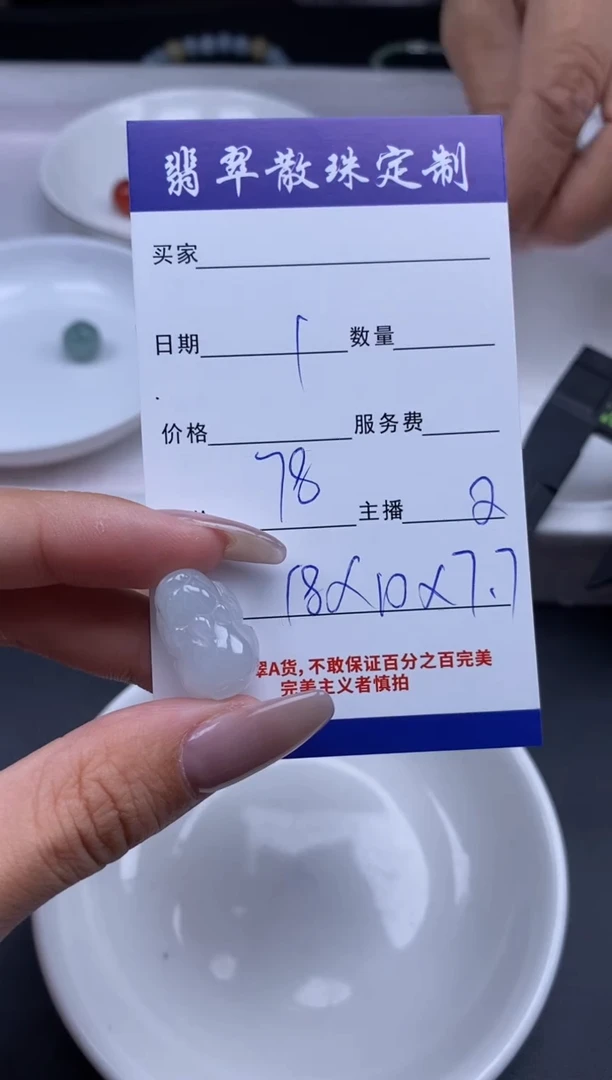 翡翠散珠定制
买家
日期 1 数量
价格 服务费
78 主播 2
18×10×7.7
翠A货,不敢保证百分之百完美
完美主义者慎拍